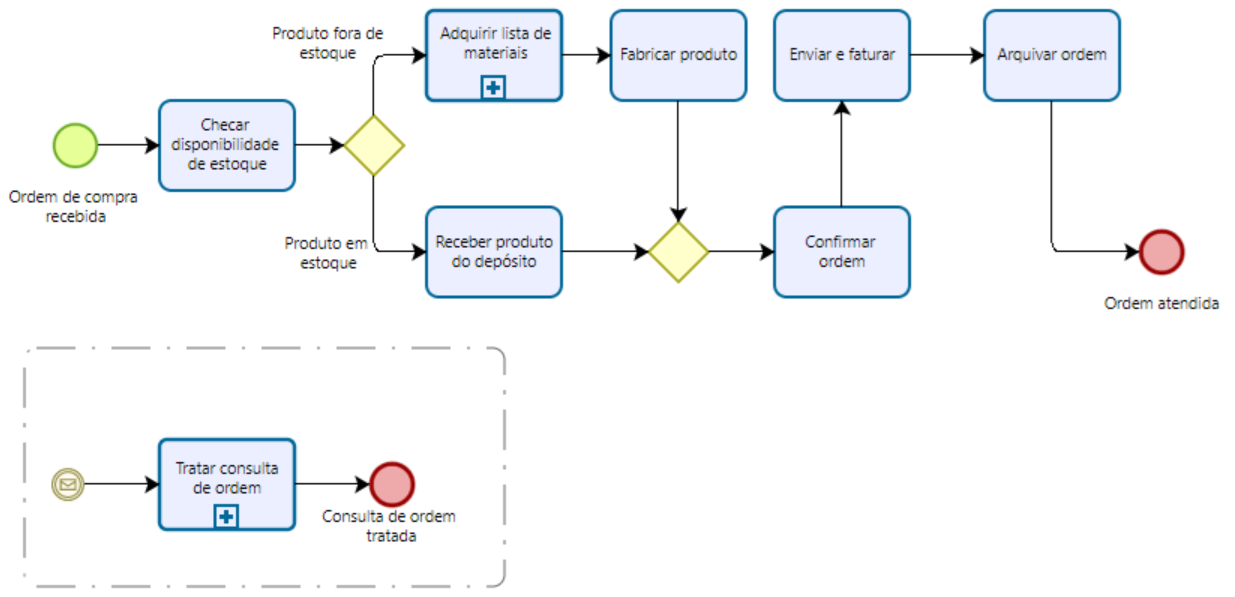 Produto fora de
estoque
Adquirir lista de
materiais
Fabricar produto
Enviar e faturar
Arquivar ordem
Checar
disponibilidade
de estoque
Ordem de compra
recebida
Produto em
estoque
Receber produto
do depósito
Confirmar
ordem
Ordem atendida
Tratar consulta
de ordem
Consulta de ordem
tratada